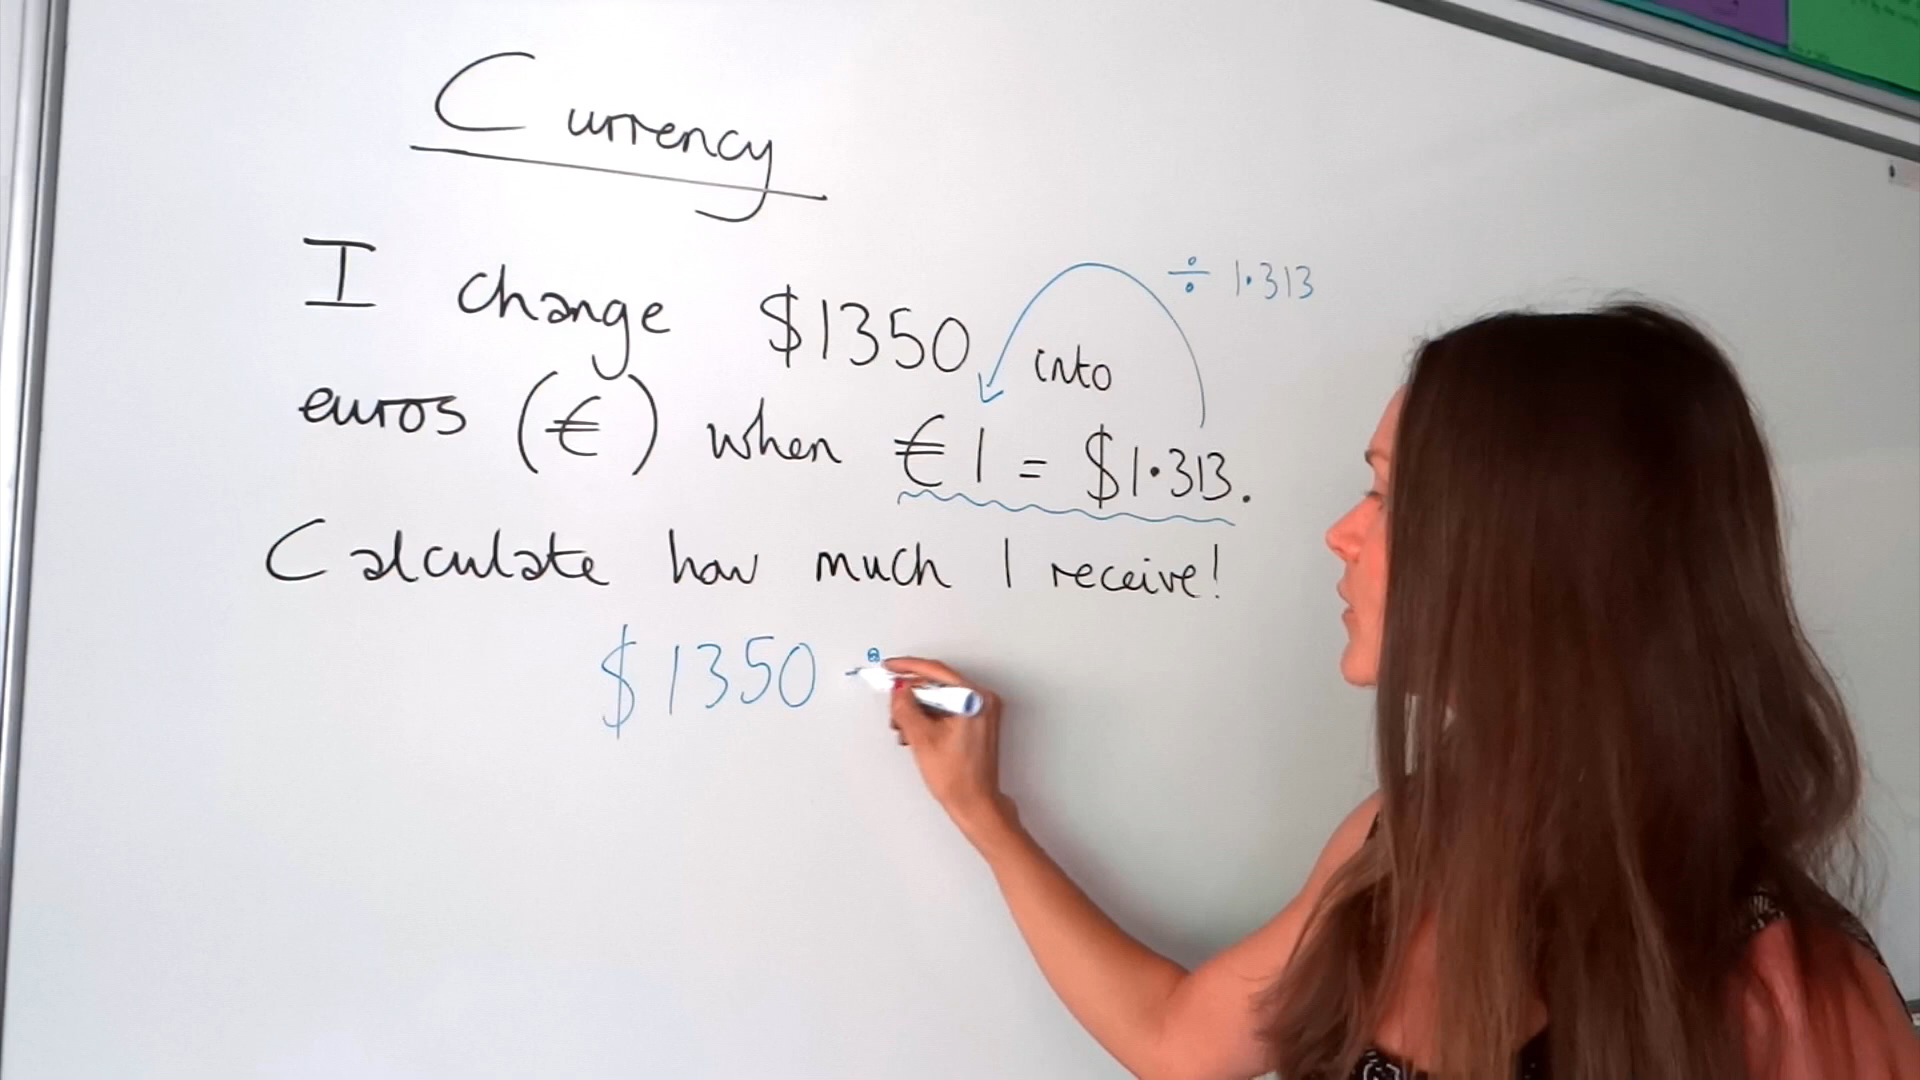 Currency
÷ 1.313
I change $1350 into
euros (€) when €1 = $1.313.
Calculate how much I receive!
$1350 ÷